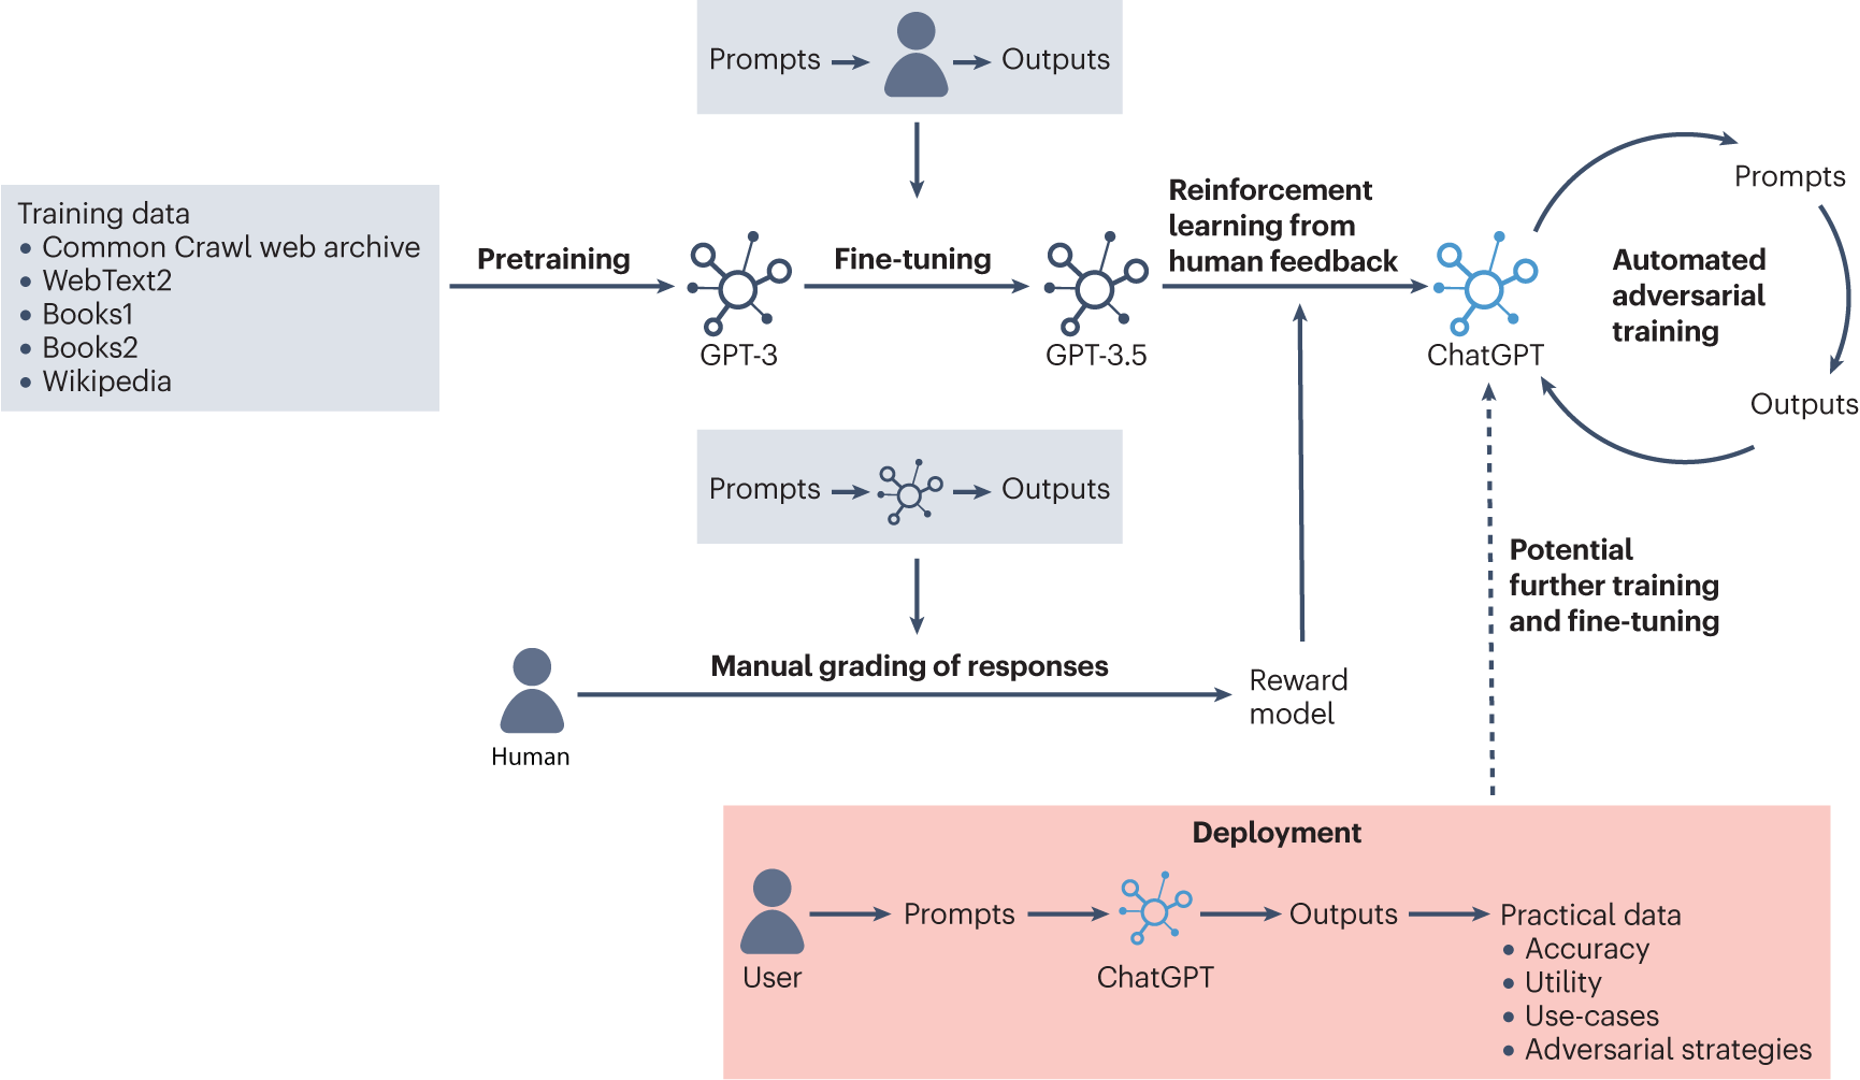 Prompts
Outputs
Training data
• Common Crawl web archive
• WebText2
• Books1
• Books2
• Wikipedia
Pretraining
GPT-3
Fine-tuning
GPT-3.5
Reinforcement
learning from
human feedback
ChatGPT
Automated
adversarial
training
Prompts
Outputs
Prompts
Outputs
Manual grading of responses
Human
Reward
model
Potential
further training
and fine-tuning
Deployment
User
Prompts
ChatGPT
Outputs
Practical data
• Accuracy
• Utility
• Use-cases
• Adversarial strategies